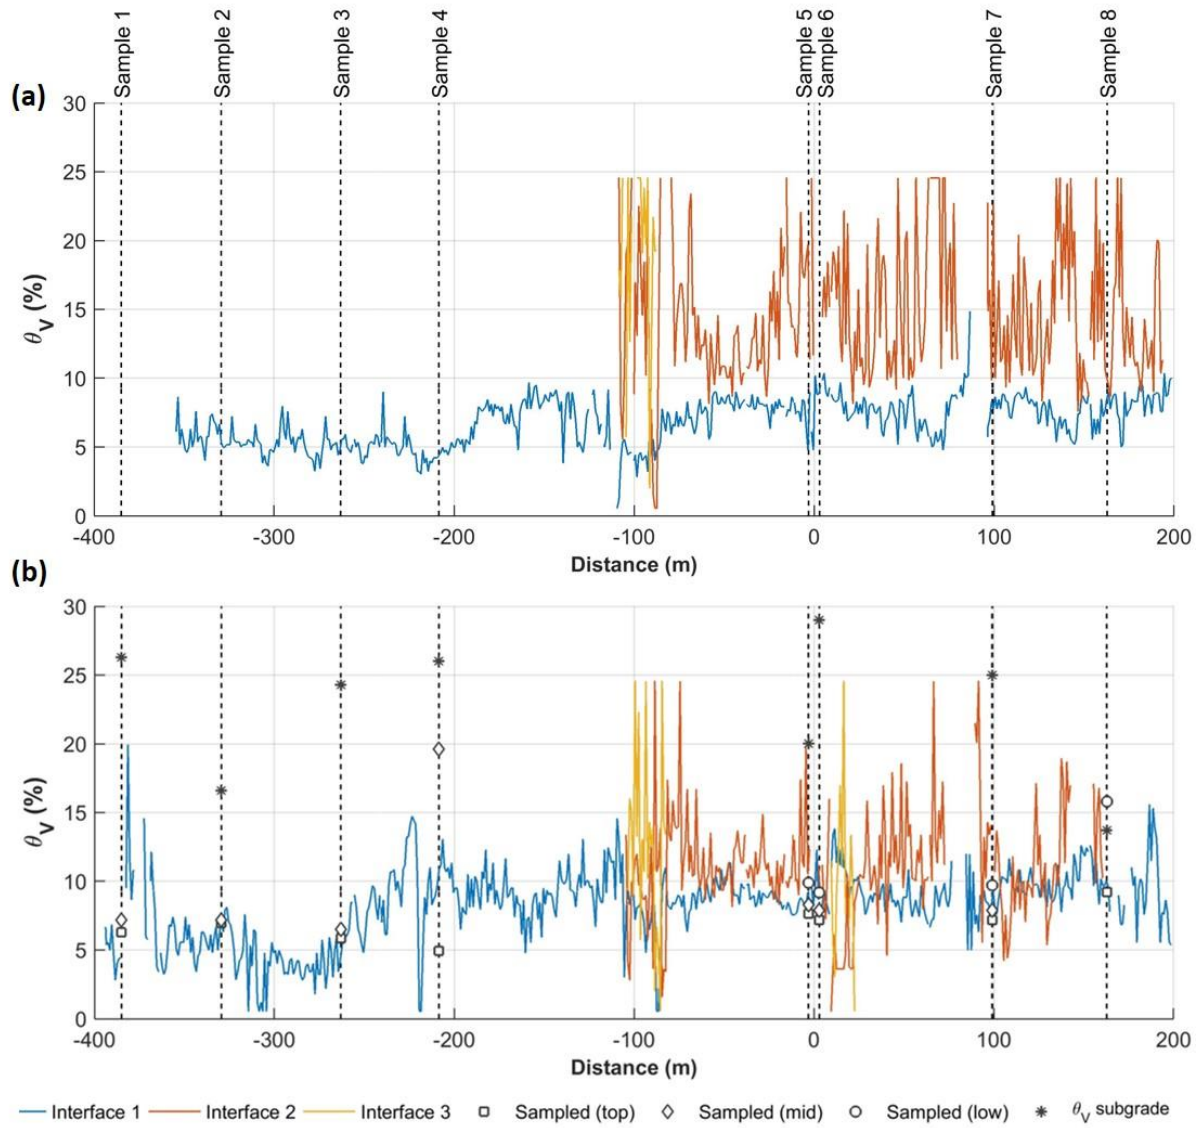 Sample 1
Sample 2
Sample 3
Sample 4
Sample 5
Sample 6
Sample 7
Sample 8
(a)
30
25
20
15
10
5
0
θV (%)
-400 -300 -200 -100 0 100 200
Distance (m)
(b)
30
25
20
15
10
5
0
θV (%)
-400 -300 -200 -100 0 100 200
Distance (m)
Interface 1 Interface 2 Interface 3 Sampled (top) Sampled (mid) Sampled (low) θV subgrade